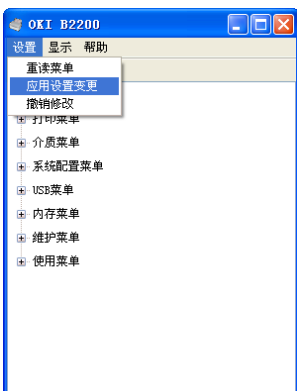 OKI B2200
设置 显示 帮助
重读菜单
应用设置变更
撤销修改
打印菜单
介质菜单
系统配置菜单
USB菜单
内存菜单
维护菜单
使用菜单